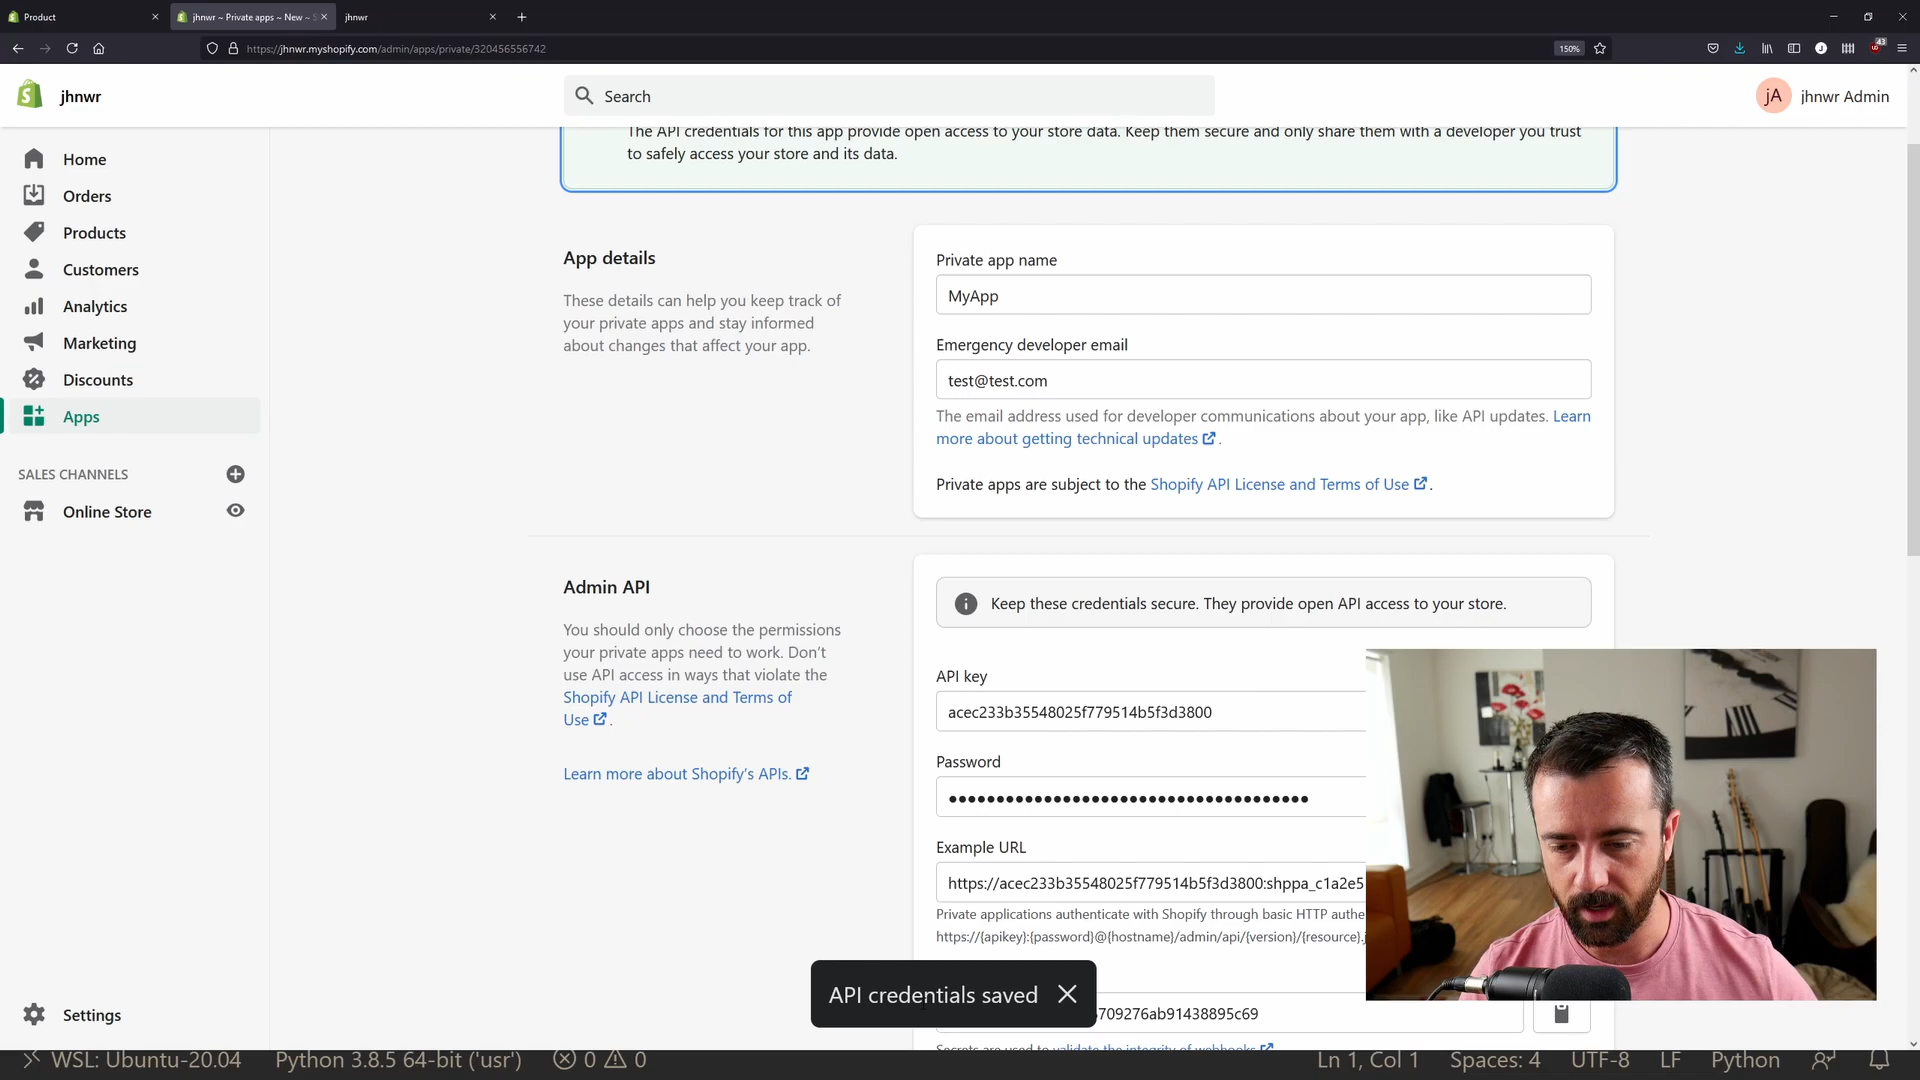 Product
jhnwr ~ Private apps ~ New ~ S
jhnwr
https://jhnwr.myshopify.com/admin/apps/private/320456556742
150%
43
jhnwr
Search
jA
jhnwr Admin
The API credentials for this app provide open access to your store data. Keep them secure and only share them with a developer you trust
to safely access your store and its data.
Home
Orders
Products
Customers
Analytics
Marketing
Discounts
Apps
SALES CHANNELS
Online Store
Settings
App details
These details can help you keep track of
your private apps and stay informed
about changes that affect your app.
Private app name
MyApp
Emergency developer email
test@test.com
The email address used for developer communications about your app, like API updates. Learn
more about getting technical updates.
Private apps are subject to the Shopify API License and Terms of Use.
Admin API
You should only choose the permissions
your private apps need to work. Don't
use API access in ways that violate the
Shopify API License and Terms of
Use.
Learn more about Shopify's APIs.
Keep these credentials secure. They provide open API access to your store.
API key
acec233b35548025f779514b5f3d3800
Password
Example URL
https://acec233b35548025f779514b5f3d3800:shppa_c1a2e5
Private applications authenticate with Shopify through basic HTTP authe
https://{apikey}:{password}@{hostname}/admin/api/{version}/{resource}.j
API credentials saved
709276ab91438895c69
Secrets are used to validate the integrity of webhooks
WSL: Ubuntu-20.04
Python 3.8.5 64-bit ('usr')
0
0
Ln 1, Col 1
Spaces: 4
UTF-8
LF
Python